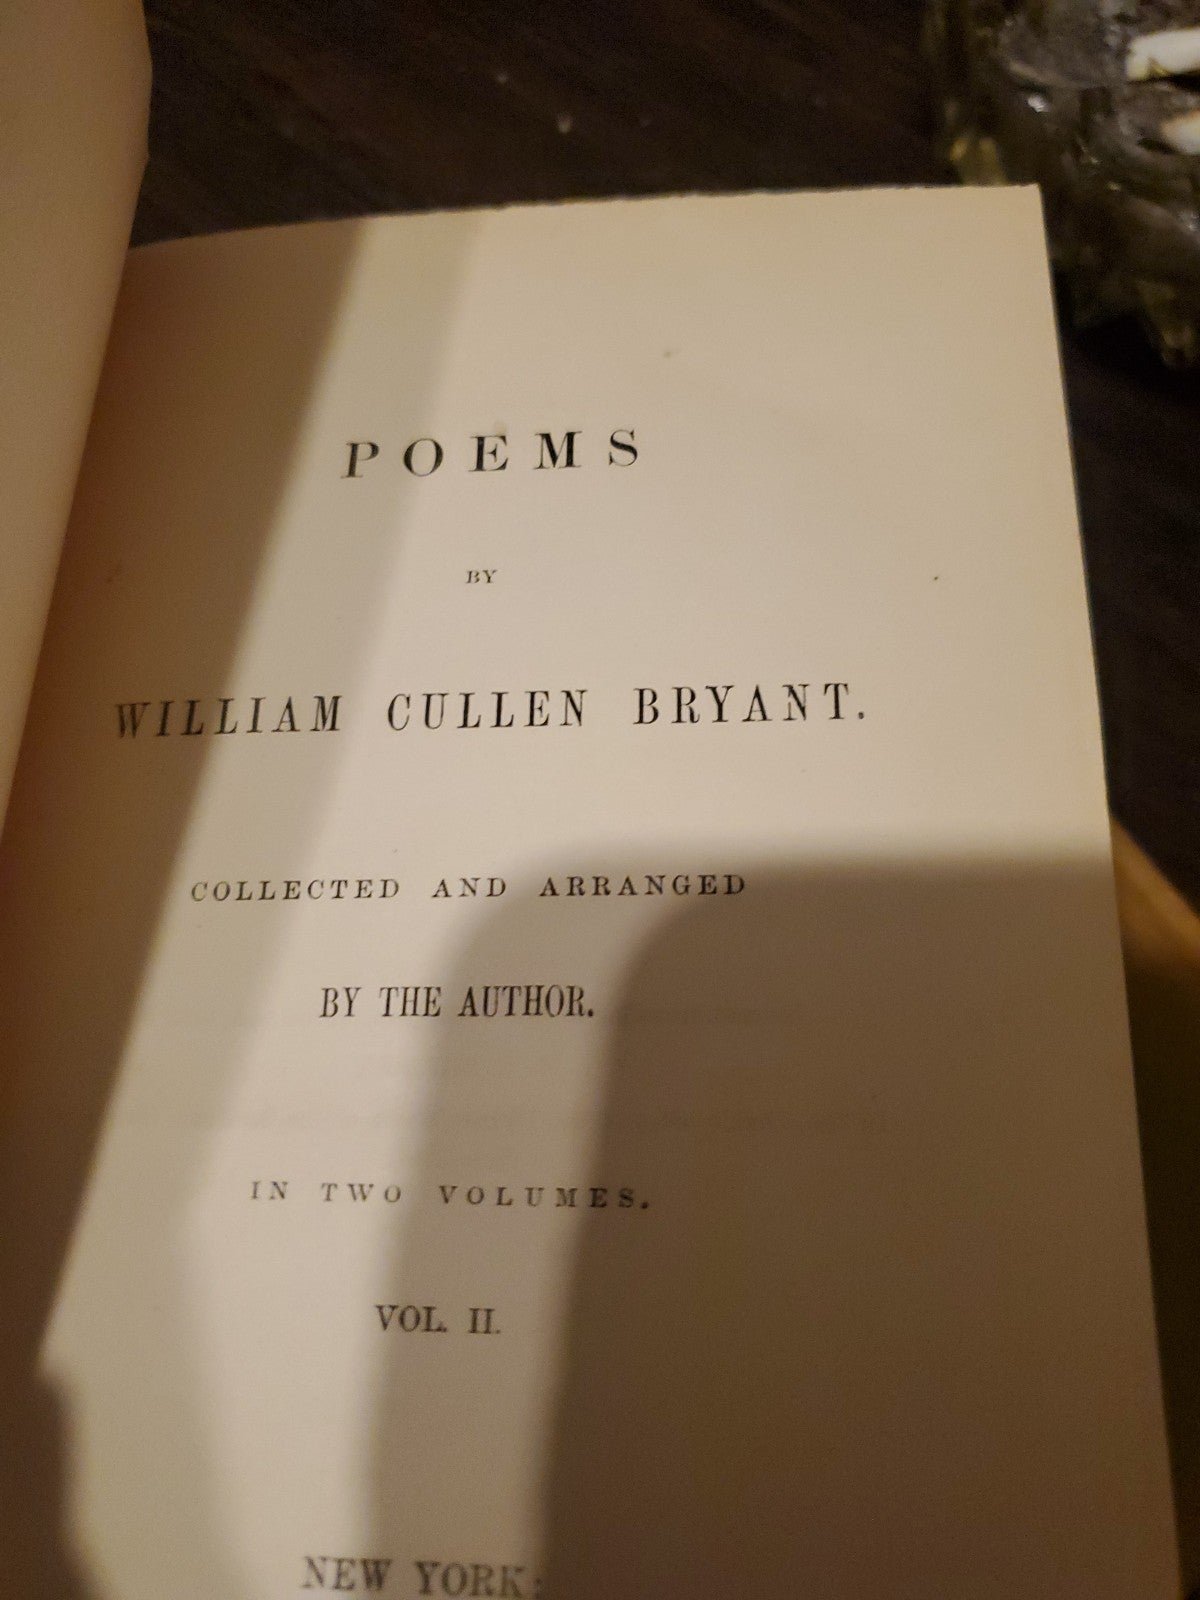 POEMS
BY
WILLIAM CULLEN BRYANT.
COLLECTED AND ARRANGED
BY THE AUTHOR.
IN TWO VOLUMES.
VOL. II.
NEW YORK: